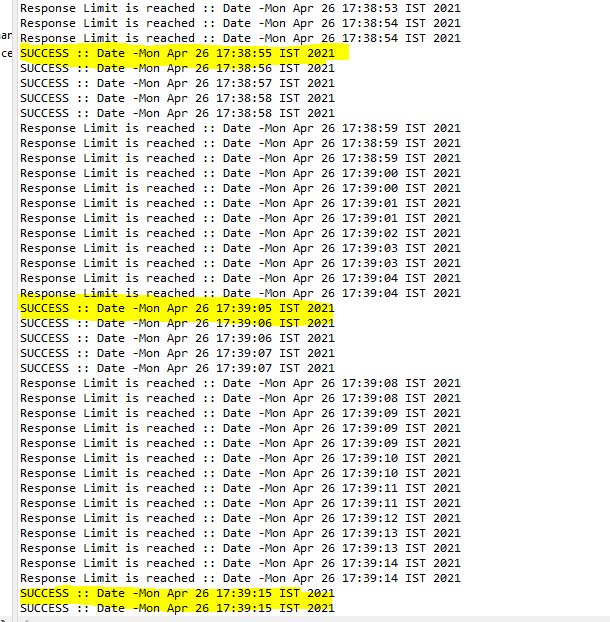 Response Limit is reached :: Date -Mon Apr 26 17:38:53 IST 2021
Response Limit is reached :: Date -Mon Apr 26 17:38:54 IST 2021
Response Limit is reached :: Date -Mon Apr 26 17:38:54 IST 2021
SUCCESS :: Date -Mon Apr 26 17:38:55 IST 2021
SUCCESS :: Date -Mon Apr 26 17:38:56 IST 2021
SUCCESS :: Date -Mon Apr 26 17:38:57 IST 2021
SUCCESS :: Date -Mon Apr 26 17:38:58 IST 2021
SUCCESS :: Date -Mon Apr 26 17:38:58 IST 2021
Response Limit is reached :: Date -Mon Apr 26 17:38:59 IST 2021
Response Limit is reached :: Date -Mon Apr 26 17:38:59 IST 2021
Response Limit is reached :: Date -Mon Apr 26 17:38:59 IST 2021
Response Limit is reached :: Date -Mon Apr 26 17:39:00 IST 2021
Response Limit is reached :: Date -Mon Apr 26 17:39:00 IST 2021
Response Limit is reached :: Date -Mon Apr 26 17:39:01 IST 2021
Response Limit is reached :: Date -Mon Apr 26 17:39:01 IST 2021
Response Limit is reached :: Date -Mon Apr 26 17:39:02 IST 2021
Response Limit is reached :: Date -Mon Apr 26 17:39:03 IST 2021
Response Limit is reached :: Date -Mon Apr 26 17:39:03 IST 2021
Response Limit is reached :: Date -Mon Apr 26 17:39:04 IST 2021
Response Limit is reached :: Date -Mon Apr 26 17:39:04 IST 2021
SUCCESS :: Date -Mon Apr 26 17:39:05 IST 2021
SUCCESS :: Date -Mon Apr 26 17:39:06 IST 2021
SUCCESS :: Date -Mon Apr 26 17:39:06 IST 2021
SUCCESS :: Date -Mon Apr 26 17:39:07 IST 2021
SUCCESS :: Date -Mon Apr 26 17:39:07 IST 2021
Response Limit is reached :: Date -Mon Apr 26 17:39:08 IST 2021
Response Limit is reached :: Date -Mon Apr 26 17:39:08 IST 2021
Response Limit is reached :: Date -Mon Apr 26 17:39:09 IST 2021
Response Limit is reached :: Date -Mon Apr 26 17:39:09 IST 2021
Response Limit is reached :: Date -Mon Apr 26 17:39:09 IST 2021
Response Limit is reached :: Date -Mon Apr 26 17:39:10 IST 2021
Response Limit is reached :: Date -Mon Apr 26 17:39:10 IST 2021
Response Limit is reached :: Date -Mon Apr 26 17:39:11 IST 2021
Response Limit is reached :: Date -Mon Apr 26 17:39:11 IST 2021
Response Limit is reached :: Date -Mon Apr 26 17:39:12 IST 2021
Response Limit is reached :: Date -Mon Apr 26 17:39:13 IST 2021
Response Limit is reached :: Date -Mon Apr 26 17:39:13 IST 2021
Response Limit is reached :: Date -Mon Apr 26 17:39:14 IST 2021
Response Limit is reached :: Date -Mon Apr 26 17:39:14 IST 2021
SUCCESS :: Date -Mon Apr 26 17:39:15 IST 2021
SUCCESS :: Date -Mon Apr 26 17:39:15 IST 2021